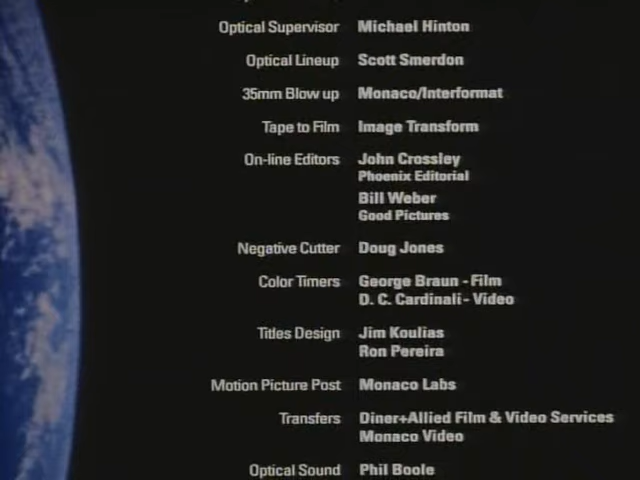 Optical Supervisor Michael Hinton
Optical Lineup Scott Smerdon
35mm Blow up Monaco/Interformat
Tape to Film Image Transform
On-line Editors John Crossley
Phoenix Editorial
Bill Weber
Good Pictures
Negative Cutter Doug Jones
Color Timers George Braun - Film
D. C. Cardinali - Video
Titles Design Jim Koulias
Ron Pereira
Motion Picture Post Monaco Labs
Transfers Diner+Allied Film & Video Services
Monaco Video
Optical Sound Phil Boole